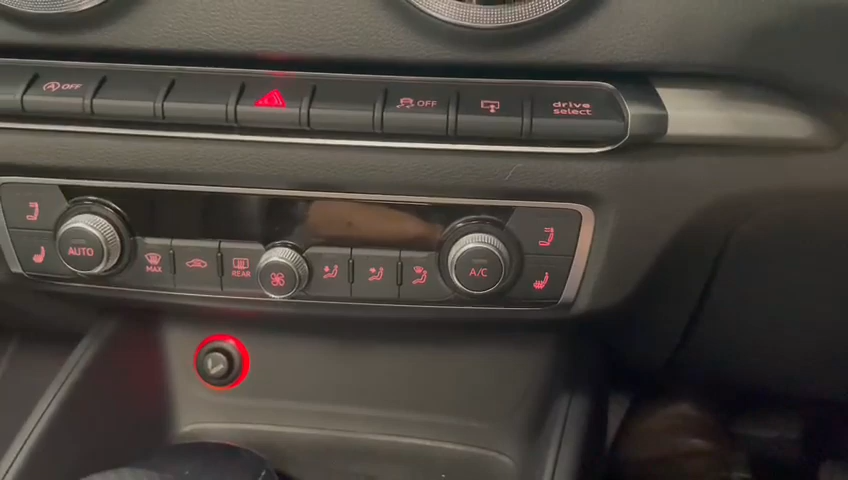 OFF
OFF
drive
select
AUTO
MAX
REAR
A/C